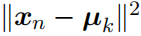 ‖𝒙ₙ − 𝝁ₖ‖²